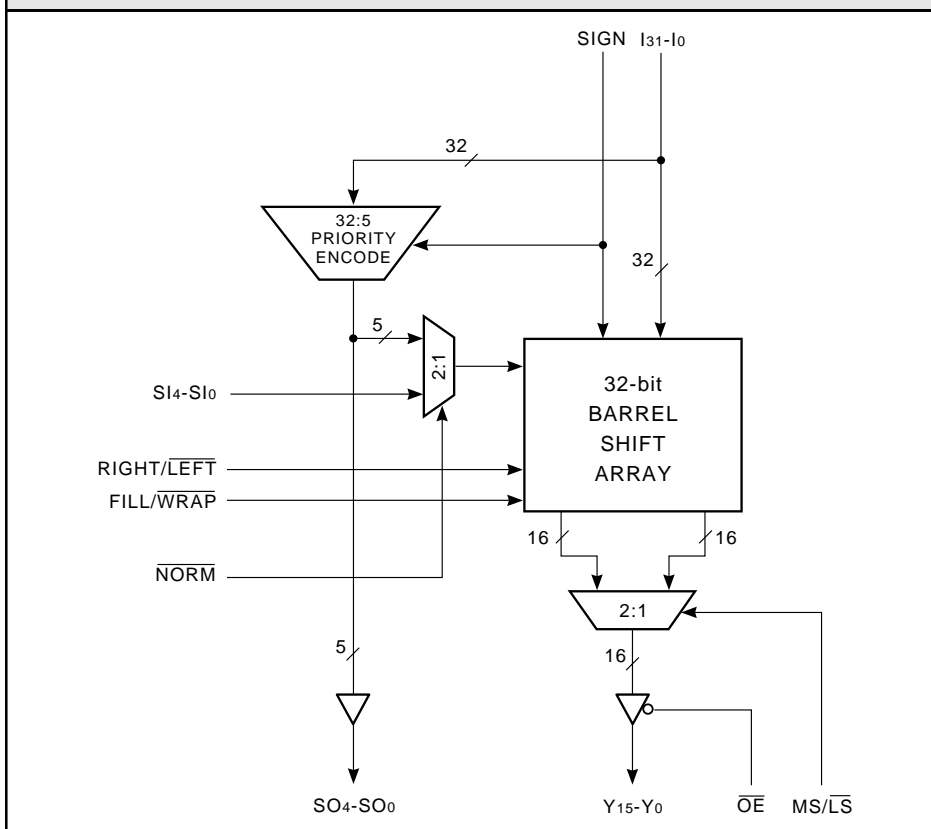 SIGN I31-I0
32
32:5
PRIORITY
ENCODE
32
5
2:1
32-bit
BARREL
SHIFT
ARRAY
SI4-SI0
RIGHT/LEFT
FILL/WRAP
16
16
NORM
2:1
5
16
SO4-SO0
Y15-Y0
OE
MS/LS